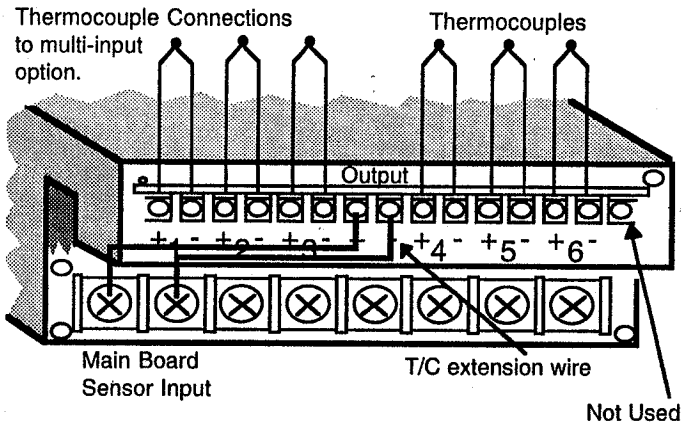 Thermocouple Connections
to multi-input
option.
Thermocouples
Output
+ 1 - + 2 - + 3 - + - + 4 - + 5 - + 6 -
Main Board
Sensor Input
T/C extension wire
Not Used